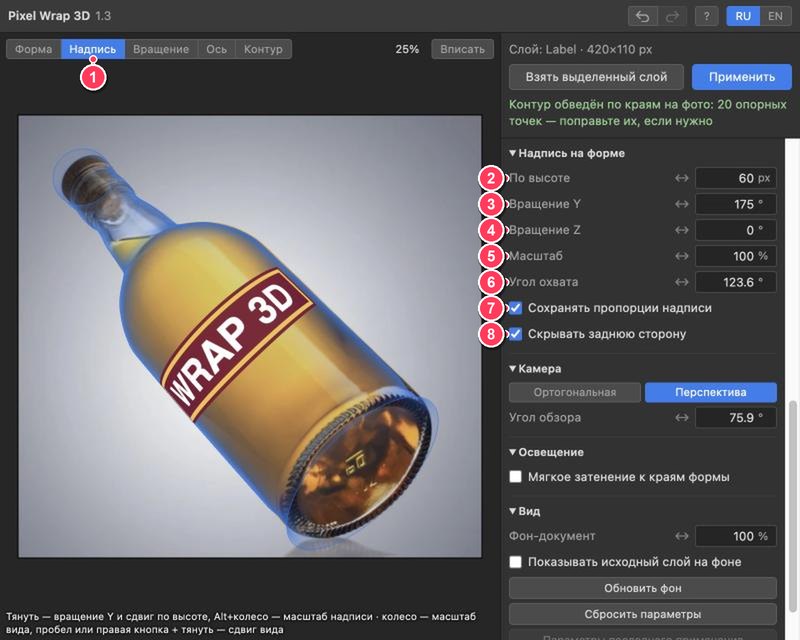 Pixel Wrap 3D 1.3
? RU EN
Форма Надпись Вращение Ось Контур 25% Вписать
1
Слой: Label · 420×110 px
Взять выделенный слой Применить
Контур обведён по краям на фото: 20 опорных
точек — поправьте их, если нужно
Надпись на форме
2 По высоте 60 px
3 Вращение Y 175 °
4 Вращение Z 0 °
5 Масштаб 100 %
6 Угол охвата 123.6 °
7 Сохранять пропорции надписи
8 Скрывать заднюю сторону
WRAP 3D
Камера
Ортогональная Перспектива
Угол обзора 75.9 °
Освещение
Мягкое затенение к краям формы
Вид
Фон-документ 100 %
Показывать исходный слой на фоне
Обновить фон
Сбросить параметры
Параметры последнего применения
Тянуть — вращение Y и сдвиг по высоте, Alt+колесо — масштаб надписи · колесо — масштаб
вида, пробел или правая кнопка + тянуть — сдвиг вида